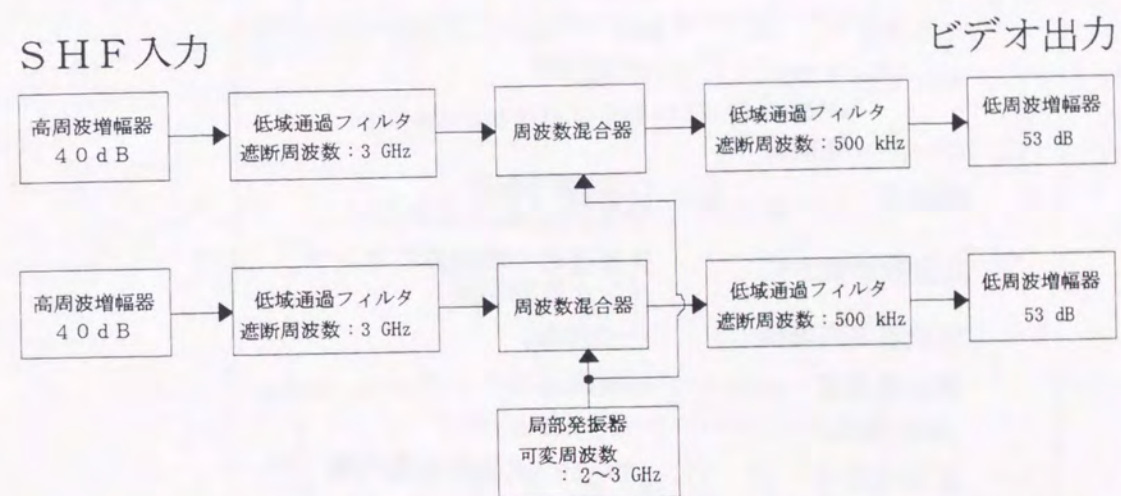 SHF入力
ビデオ出力
高周波増幅器
40dB
低域通過フィルタ
遮断周波数:3 GHz
周波数混合器
低域通過フィルタ
遮断周波数:500 kHz
低周波増幅器
53 dB
高周波増幅器
40dB
低域通過フィルタ
遮断周波数:3 GHz
周波数混合器
低域通過フィルタ
遮断周波数:500 kHz
低周波増幅器
53 dB
局部発振器
可変周波数
: 2~3 GHz